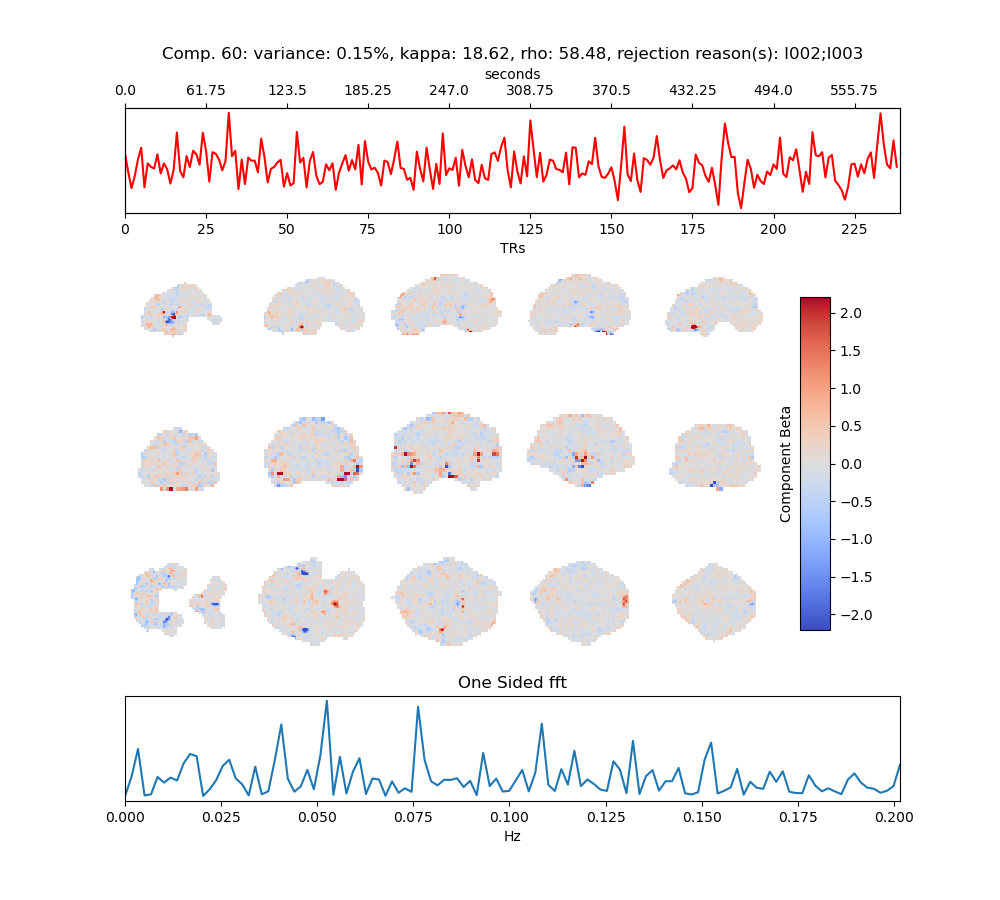 Comp. 60: variance: 0.15%, kappa: 18.62, rho: 58.48, rejection reason(s): I002;I003
seconds
0.0 61.75 123.5 185.25 247.0 308.75 370.5 432.25 494.0 555.75
0 25 50 75 100 125 150 175 200 225
TRs
2.0
1.5
1.0
0.5
0.0
−0.5
−1.0
−1.5
−2.0
Component Beta
One Sided fft
0.000 0.025 0.050 0.075 0.100 0.125 0.150 0.175 0.200
Hz